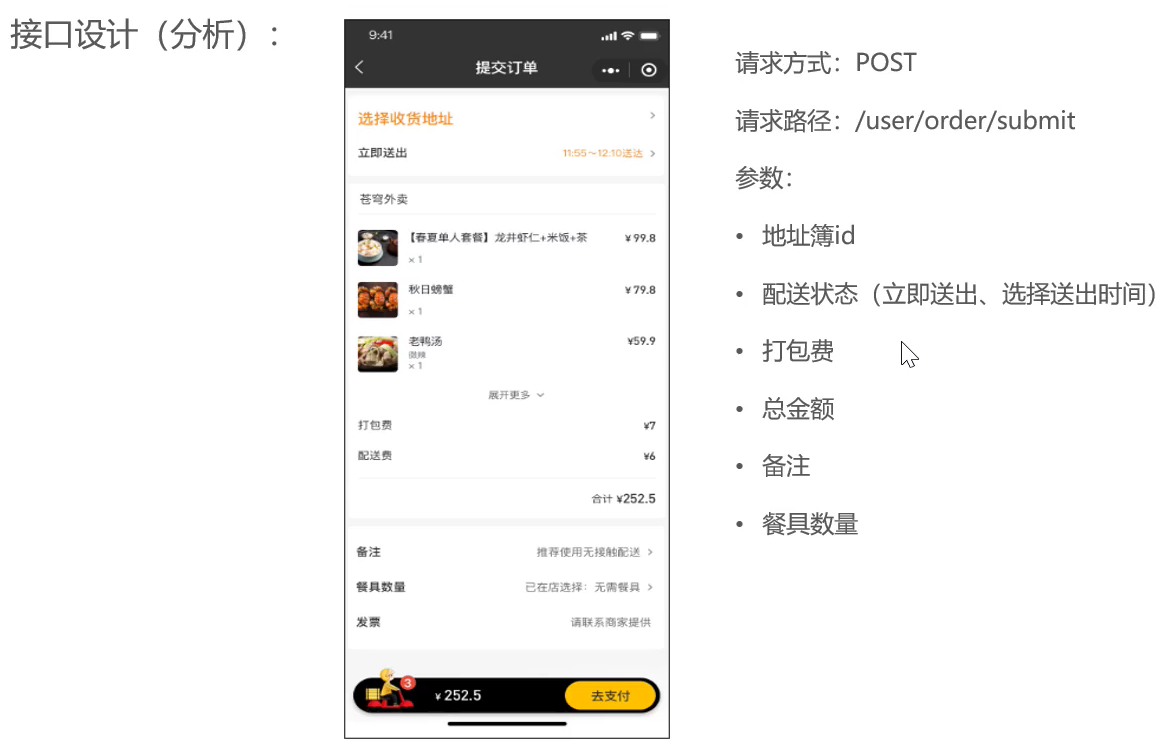 接口设计（分析）：
9:41
提交订单
选择收货地址
立即送出 11:55～12:10送达
苍穹外卖
【春夏单人套餐】龙井虾仁+米饭+茶 ¥99.8
×1
秋日螃蟹 ¥79.8
×1
老鸭汤 ¥59.9
微辣
×1
展开更多
打包费 ¥7
配送费 ¥6
合计 ¥252.5
备注 推荐使用无接触配送
餐具数量 已在店选择：无需餐具
发票 请联系商家提供
3
¥252.5 去支付
请求方式：POST
请求路径：/user/order/submit
参数：
• 地址簿id
• 配送状态（立即送出、选择送出时间）
• 打包费
• 总金额
• 备注
• 餐具数量